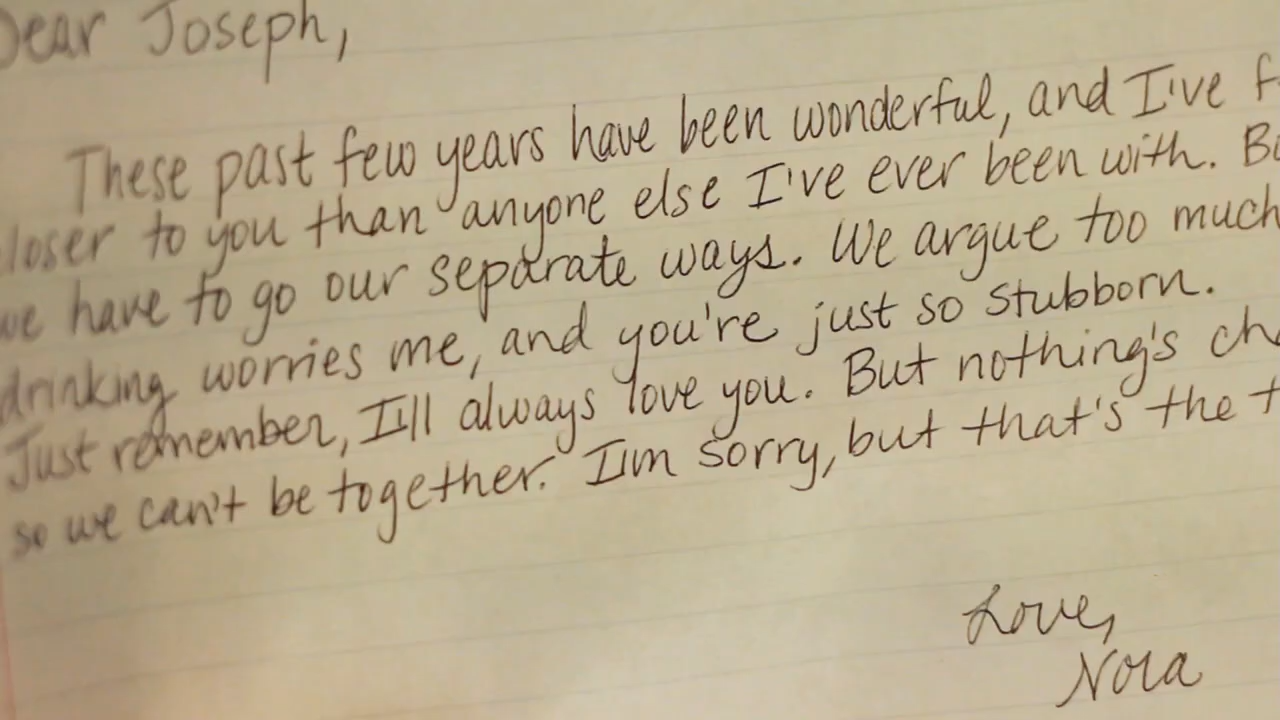 Dear Joseph,
These past few years have been wonderful, and I've f
closer to you than anyone else I've ever been with. Bu
we have to go our separate ways. We argue too much
drinking worries me, and you're just so stubborn.
Just remember, I'll always love you. But nothing's ch
so we can't be together. I'm sorry, but that's the t
Love,
Nora